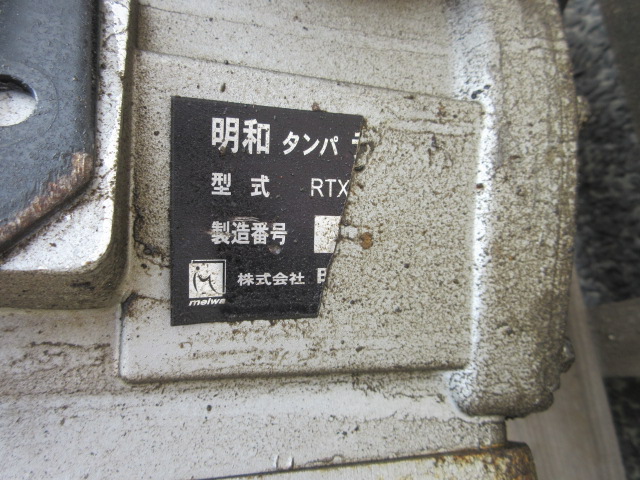 明和 タンパ
型式 RTX
製造番号
株式会社
meiwa